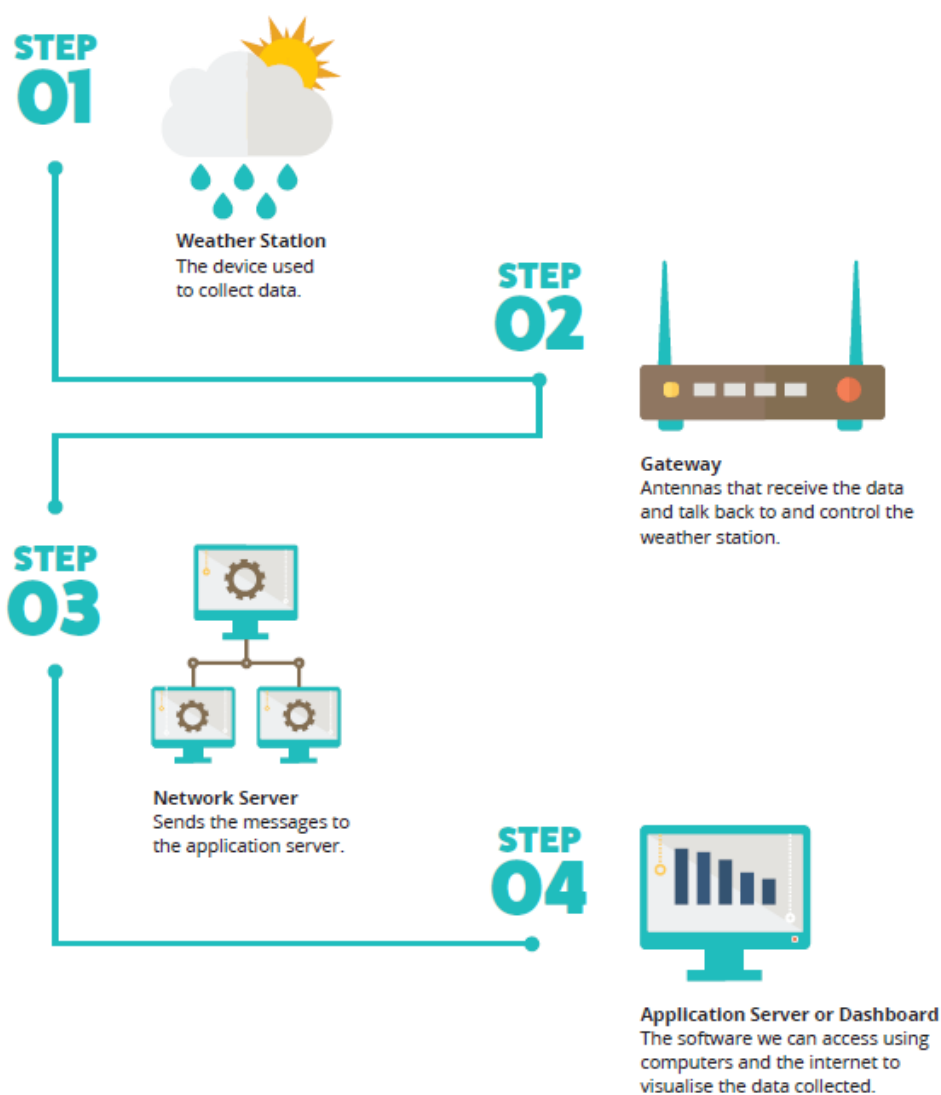 STEP
01
Weather Station
The device used
to collect data.
STEP
02
Gateway
Antennas that receive the data
and talk back to and control the
weather station.
STEP
03
Network Server
Sends the messages to
the application server.
STEP
04
Application Server or Dashboard
The software we can access using
computers and the internet to
visualise the data collected.